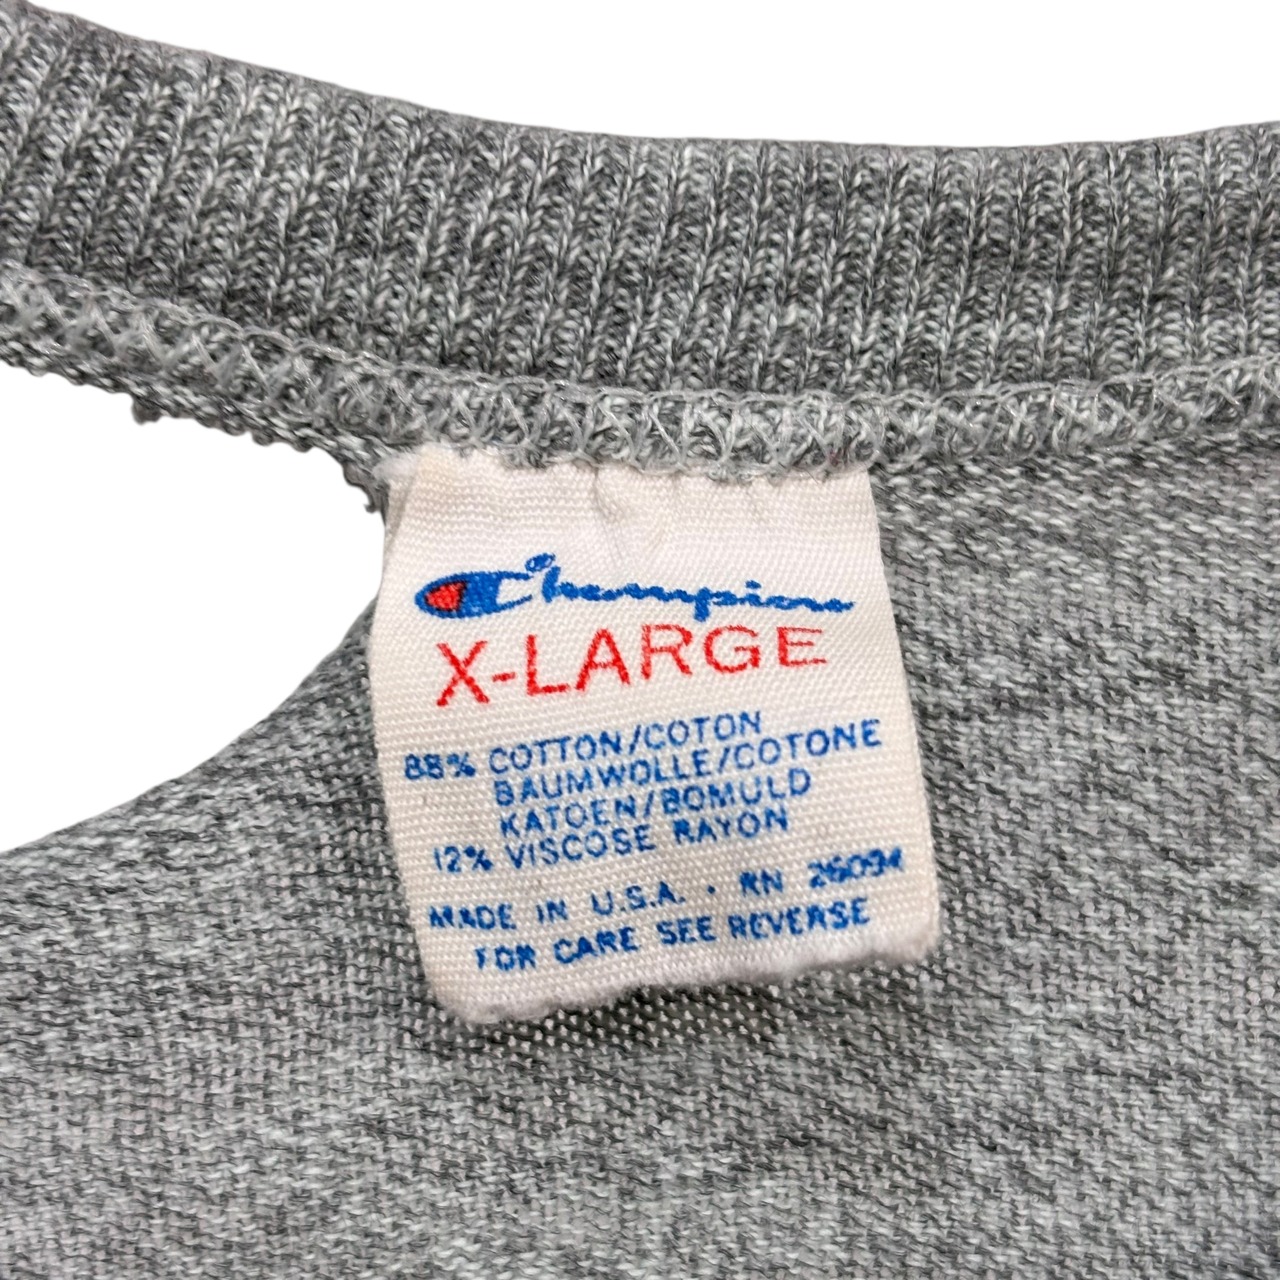 Champion
X-LARGE
88% COTTON/COTON
BAUMWOLLE/COTONE
KATOEN/BOMULD
12% VISCOSE RAYON
MADE IN U.S.A. · RN 26094
FOR CARE SEE REVERSE